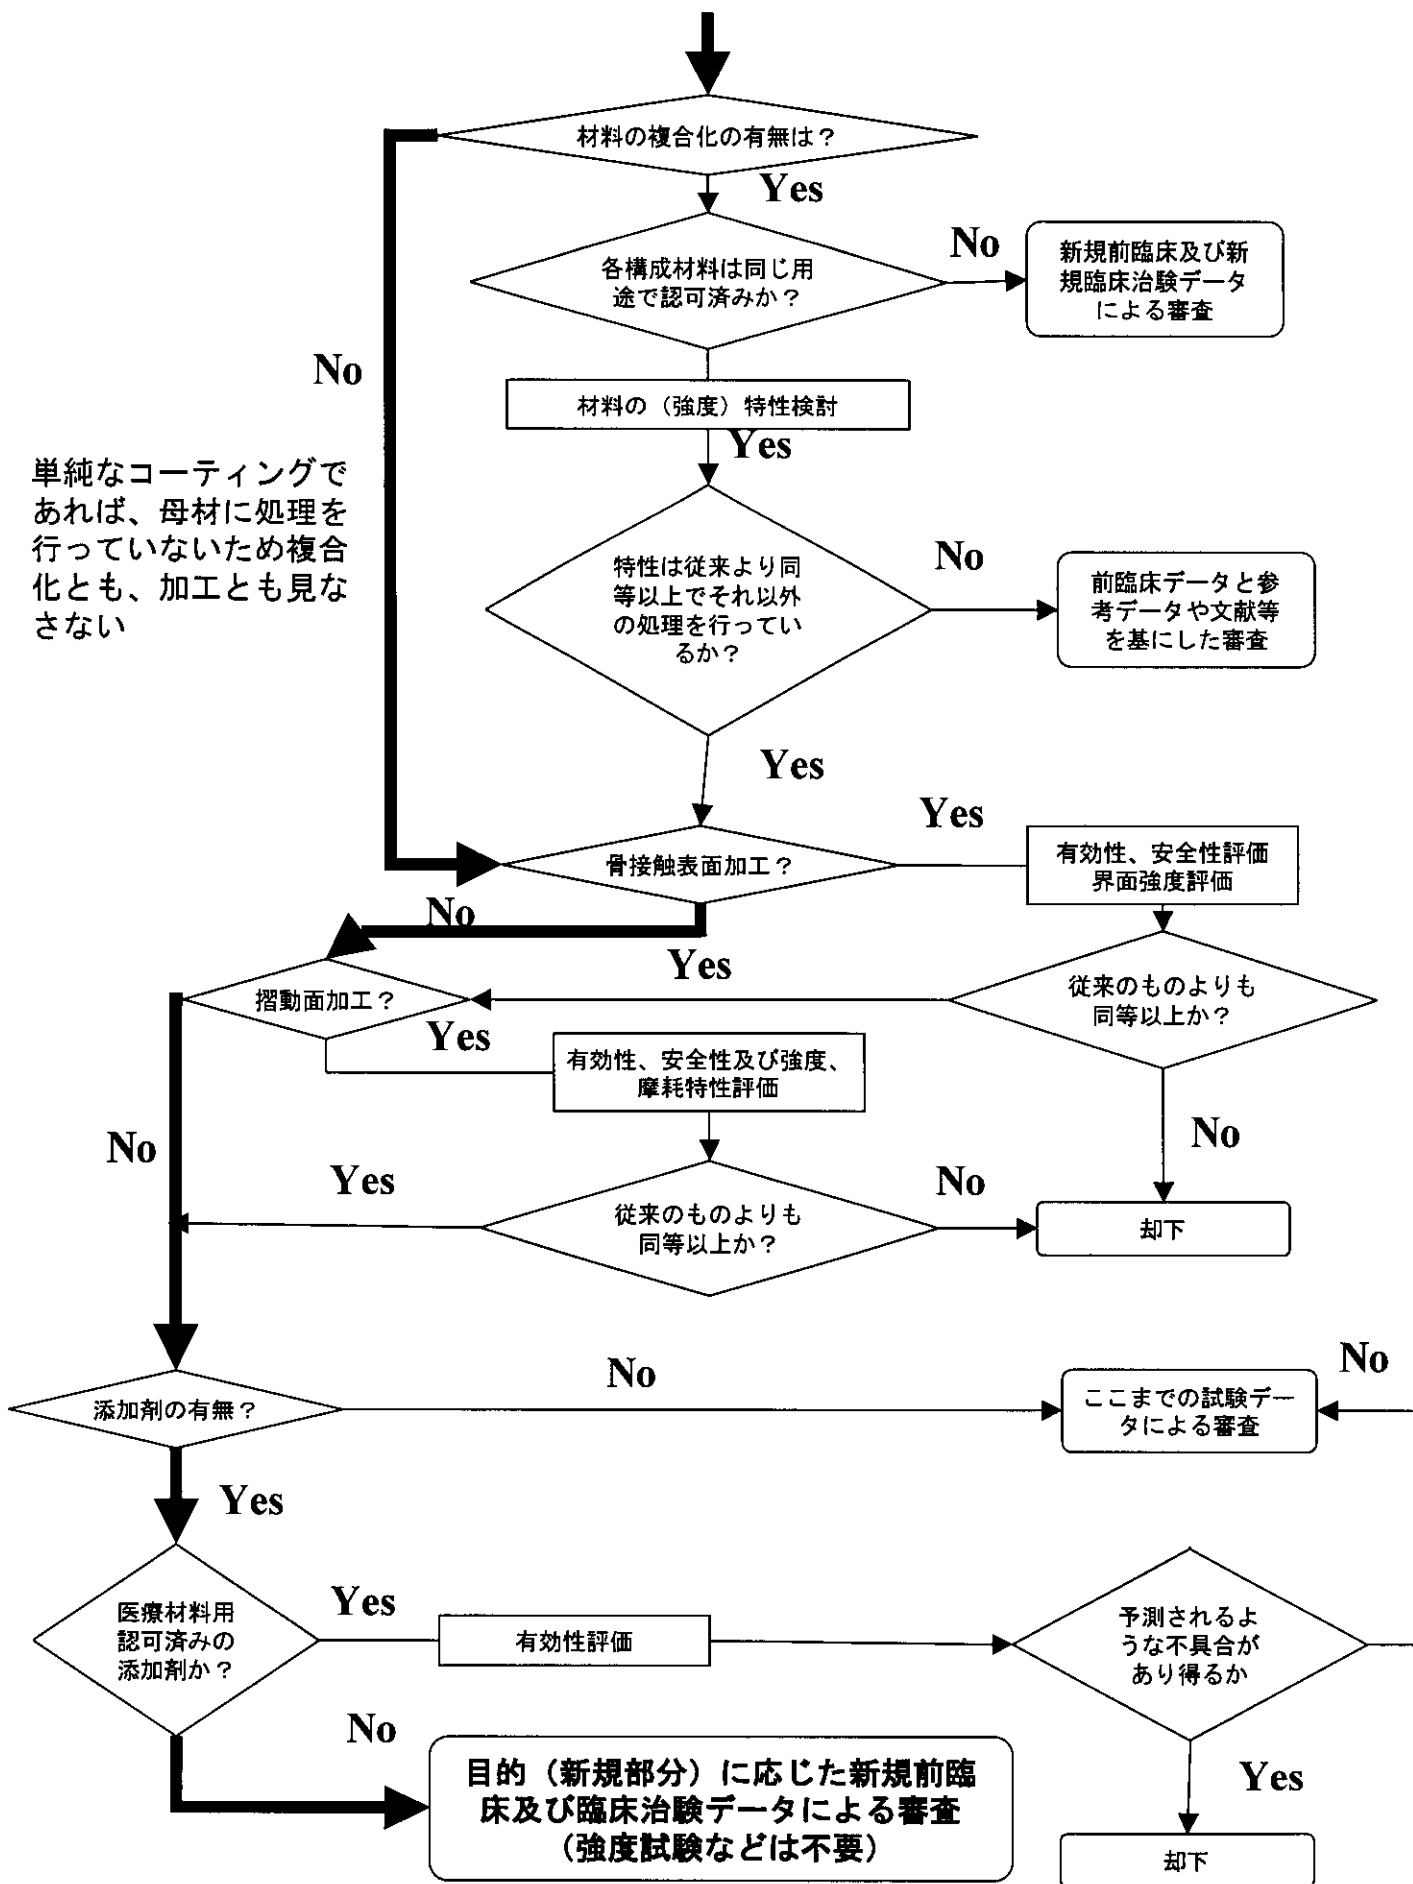 材料の複合化の有無は？
Yes
各構成材料は同じ用
途で認可済みか？
No
新規前臨床及び新
規臨床治験データ
による審査
No
材料の（強度）特性検討
Yes
単純なコーティングで
あれば、母材に処理を
行っていないため複合
化とも、加工とも見な
さない
特性は従来より同
等以上でそれ以外
の処理を行ってい
るか？
No
前臨床データと参
考データや文献等
を基にした審査
Yes
骨接触表面加工？
Yes
有効性、安全性評価
界面強度評価
No
摺動面加工？
Yes
従来のものよりも
同等以上か？
Yes
有効性、安全性及び強度、
摩耗特性評価
No
No
Yes
従来のものよりも
同等以上か？
No
却下
添加剤の有無？
No
ここまでの試験デー
タによる審査
No
Yes
医療材料用
認可済みの
添加剤か？
Yes
有効性評価
予測されるよ
うな不具合が
あり得るか
No
目的（新規部分）に応じた新規前臨
床及び臨床治験データによる審査
（強度試験などは不要）
Yes
却下